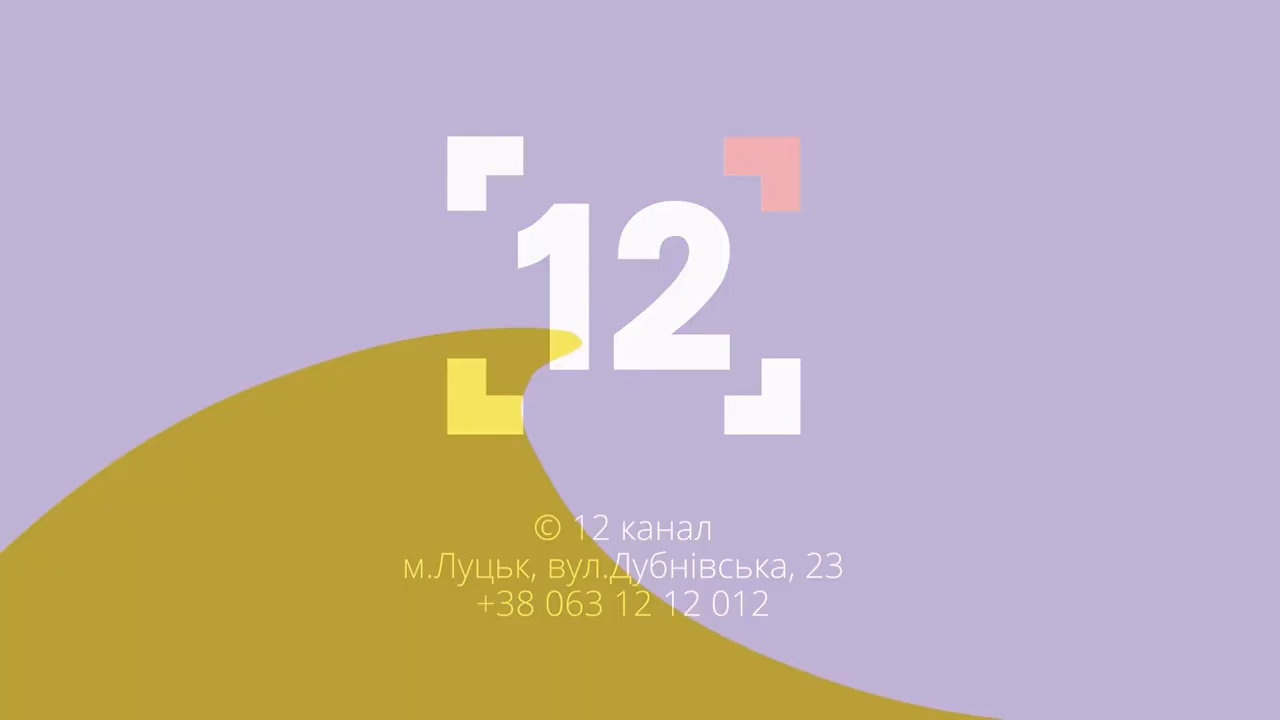 12
© 12 канал
м.Луцьк, вул.Дубнівська, 23
+38 063 12 12 012